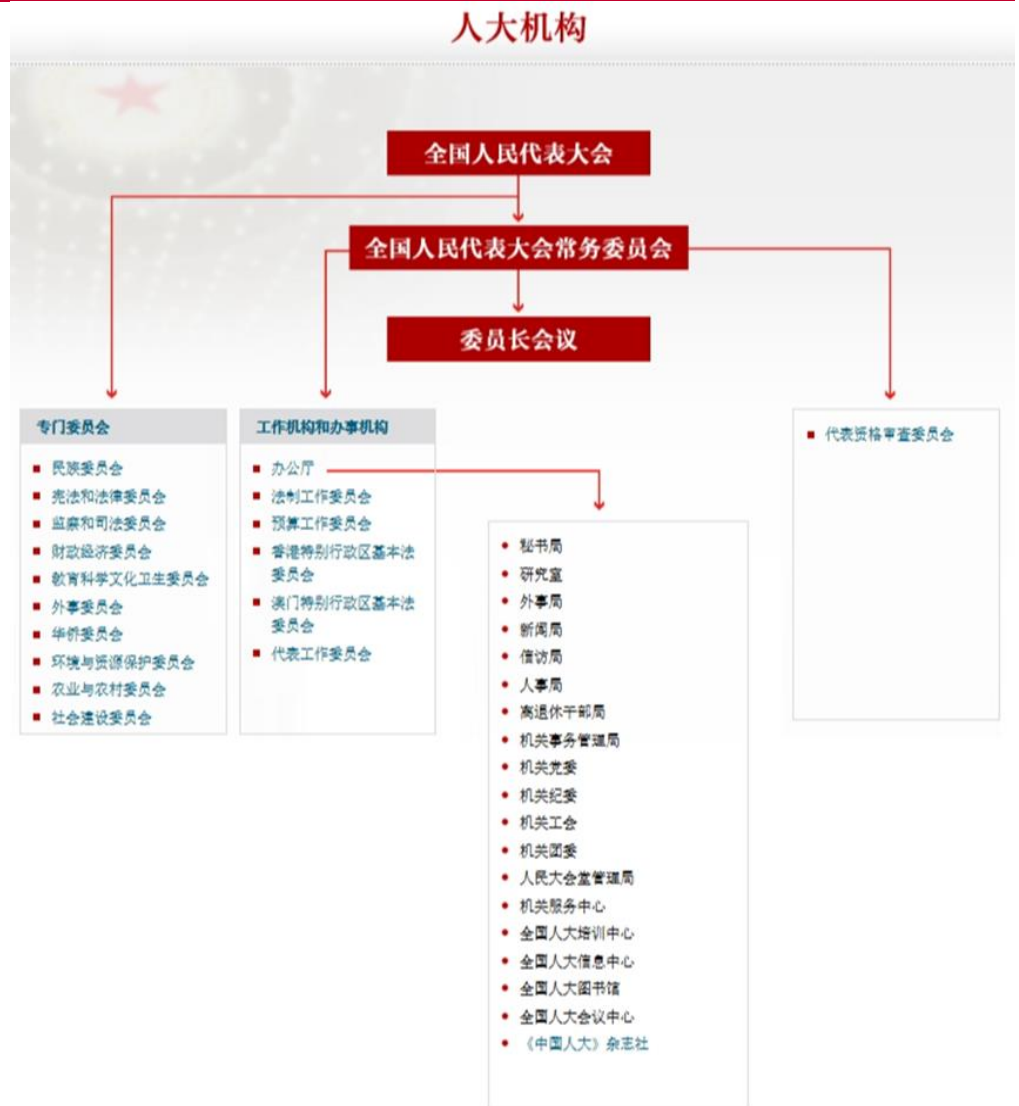 人大机构
全国人民代表大会
全国人民代表大会常务委员会
委员长会议
专门委员会
民族委员会
宪法和法律委员会
监察和司法委员会
财政经济委员会
教育科学文化卫生委员会
外事委员会
华侨委员会
环境与资源保护委员会
农业与农村委员会
社会建设委员会
工作机构和办事机构
办公厅
法制工作委员会
预算工作委员会
香港特别行政区基本法
委员会
澳门特别行政区基本法
委员会
代表工作委员会
秘书局
研究室
外事局
新闻局
信访局
人事局
离退休干部局
机关事务管理局
机关党委
机关纪委
机关工会
机关团委
人民大会堂管理局
机关服务中心
全国人大培训中心
全国人大信息中心
全国人大图书馆
全国人大会议中心
《中国人大》杂志社
代表资格审查委员会